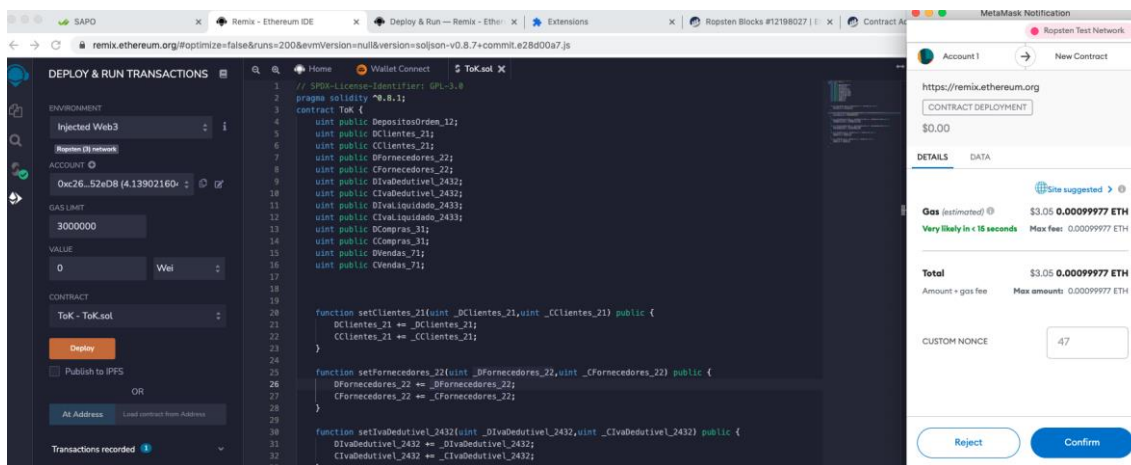 SAPO
Remix - Ethereum IDE
Deploy & Run — Remix - Ether
Extensions
Ropsten Blocks #12198027 | E
Contract Ad
remix.ethereum.org/#optimize=false&runs=200&evmVersion=null&version=soljson-v0.8.7+commit.e28d00a7.js
DEPLOY & RUN TRANSACTIONS
ENVIRONMENT
Injected Web3
Ropsten (3) network
ACCOUNT
0xc26...52eD8 (4.13902160
GAS LIMIT
3000000
VALUE
0
Wei
CONTRACT
ToK - ToK.sol
Deploy
Publish to IPFS
OR
At Address
Load contract from Address
Transactions recorded 1
Home
Wallet Connect
ToK.sol
1 // SPDX-License-Identifier: GPL-3.0
2 pragma solidity ^0.8.1;
3 contract ToK {
4 uint public DepositosOrdem_12;
5 uint public DClientes_21;
6 uint public CClientes_21;
7 uint public DFornecedores_22;
8 uint public CFornecedores_22;
9 uint public DIvaDedutivel_2432;
10 uint public CIvaDedutivel_2432;
11 uint public DIvaLiquidado_2433;
12 uint public CIvaLiquidado_2433;
13 uint public DCompras_31;
14 uint public CCompras_31;
15 uint public DVendas_71;
16 uint public CVendas_71;
17
18
19
20 function setClientes_21(uint _DClientes_21,uint _CClientes_21) public {
21 DClientes_21 += _DClientes_21;
22 CClientes_21 += _CClientes_21;
23 }
24
25 function setFornecedores_22(uint _DFornecedores_22,uint _CFornecedores_22) public {
26 DFornecedores_22 += _DFornecedores_22;
27 CFornecedores_22 += _CFornecedores_22;
28 }
29
30 function setIvaDedutivel_2432(uint _DIvaDedutivel_2432,uint _CIvaDedutivel_2432) public {
31 DIvaDedutivel_2432 += _DIvaDedutivel_2432;
32 CIvaDedutivel_2432 += _CIvaDedutivel_2432;
MetaMask Notification
Ropsten Test Network
Account 1
New Contract
https://remix.ethereum.org
CONTRACT DEPLOYMENT
$0.00
DETAILS
DATA
Site suggested >
Gas (estimated)
$3.05 0.00099977 ETH
Very likely in < 15 seconds
Max fee: 0.00099977 ETH
Total
$3.05 0.00099977 ETH
Amount + gas fee
Max amount: 0.00099977 ETH
CUSTOM NONCE
47
Reject
Confirm